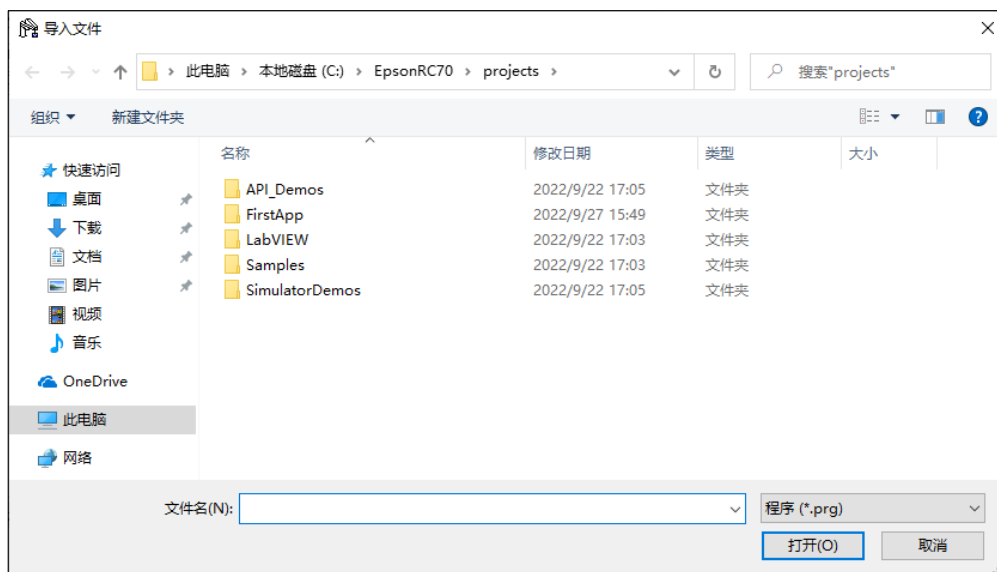 导入文件
此电脑 › 本地磁盘 (C:) › EpsonRC70 › projects ›
搜索"projects"
组织 新建文件夹
名称 修改日期 类型 大小
快速访问
桌面
下载
文档
图片
视频
音乐
OneDrive
此电脑
网络
API_Demos 2022/9/22 17:05 文件夹
FirstApp 2022/9/27 15:49 文件夹
LabVIEW 2022/9/22 17:03 文件夹
Samples 2022/9/22 17:03 文件夹
SimulatorDemos 2022/9/22 17:05 文件夹
文件名(N):
程序 (*.prg)
打开(O) 取消